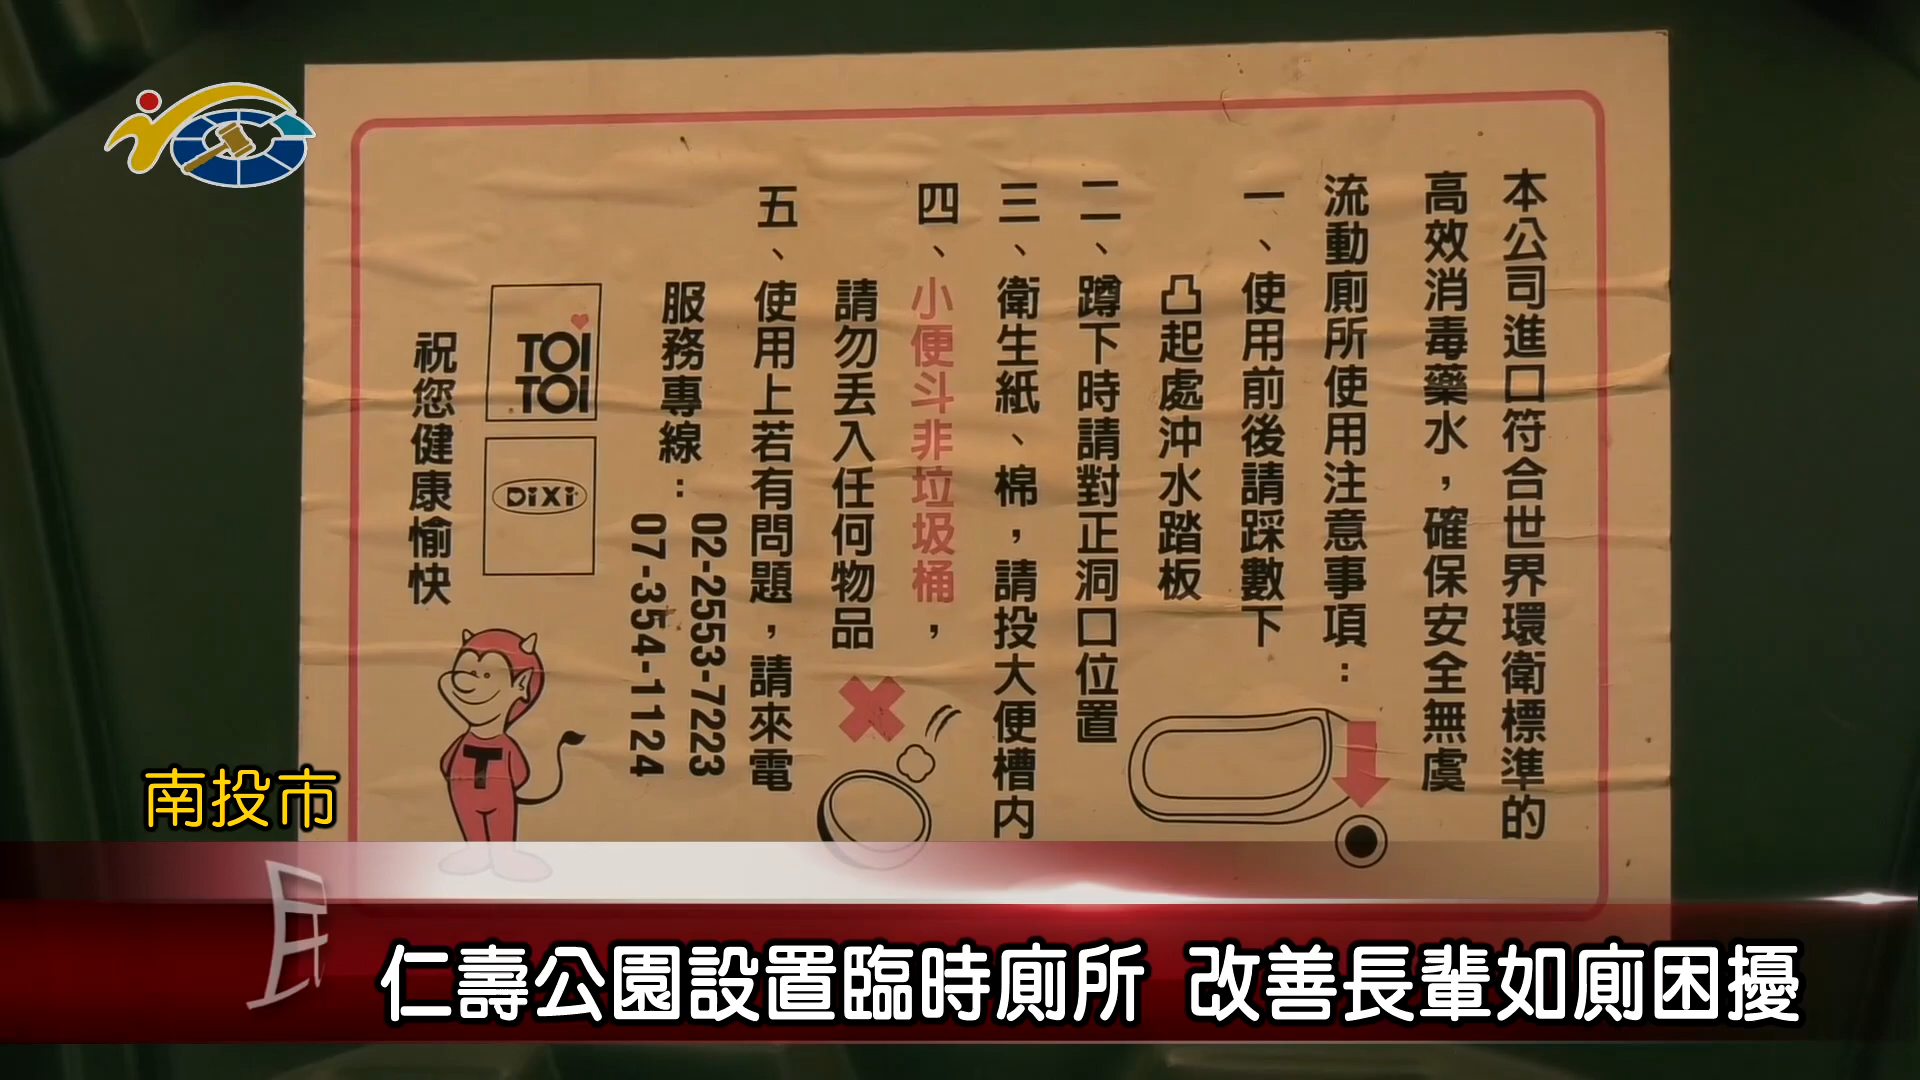 本公司進口符合世界環衛標準的
高效消毒藥水，確保安全無虞
流動廁所使用注意事項：
一、使用前後請踩數下
凸起處沖水踏板
二、蹲下時請對正洞口位置
三、衛生紙、棉，請投大便槽內
四、小便斗非垃圾桶，
請勿丟入任何物品
五、使用上若有問題，請來電
服務專線：
02-2553-7223
07-354-1124
TOI
TOI
DiXi
祝您健康愉快
T
南投市
仁壽公園設置臨時廁所 改善長輩如廁困擾